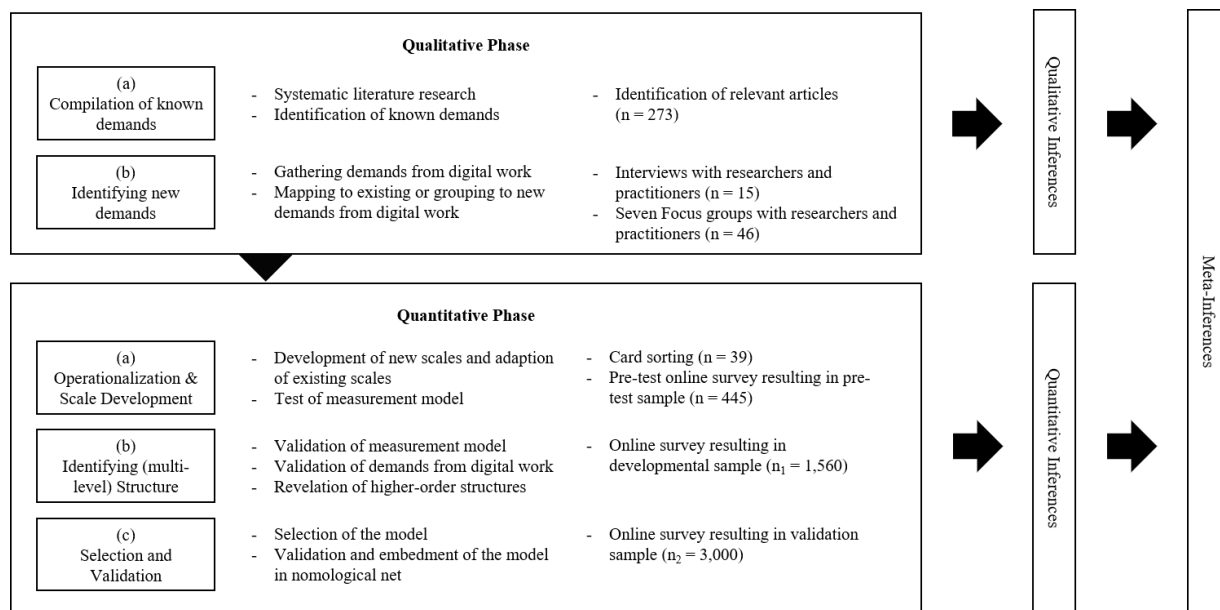 Qualitative Phase
(a)
Compilation of known
demands
- Systematic literature research
- Identification of known demands
- Identification of relevant articles
(n = 273)
(b)
Identifying new
demands
- Gathering demands from digital work
- Mapping to existing or grouping to new
demands from digital work
- Interviews with researchers and
practitioners (n = 15)
- Seven Focus groups with researchers and
practitioners (n = 46)
Qualitative Inferences
Quantitative Phase
(a)
Operationalization &
Scale Development
- Development of new scales and adaption
of existing scales
- Test of measurement model
- Card sorting (n = 39)
- Pre-test online survey resulting in pre-
test sample (n = 445)
(b)
Identifying (multi-
level) Structure
- Validation of measurement model
- Validation of demands from digital work
- Revelation of higher-order structures
- Online survey resulting in
developmental sample (n₁ = 1,560)
(c)
Selection and
Validation
- Selection of the model
- Validation and embedment of the model
in nomological net
- Online survey resulting in validation
sample (n₂ = 3,000)
Quantitative Inferences
Meta-Inferences